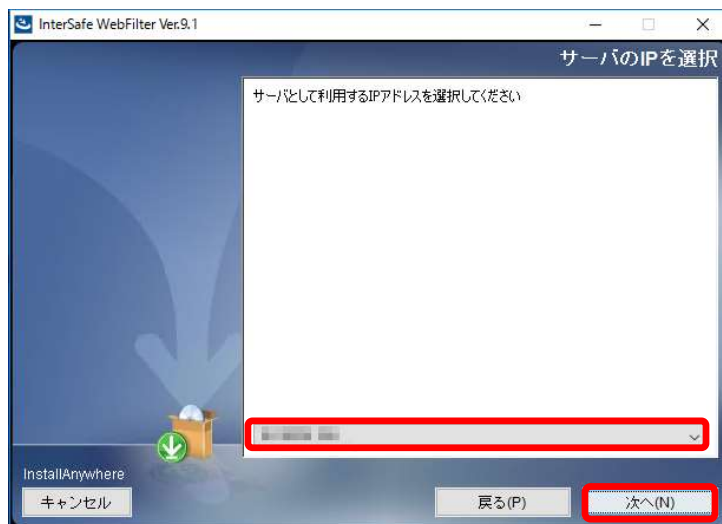 InterSafe WebFilter Ver.9.1
サーバのIPを選択
サーバとして利用するIPアドレスを選択してください
InstallAnywhere
キャンセル
戻る(P)
次へ(N)